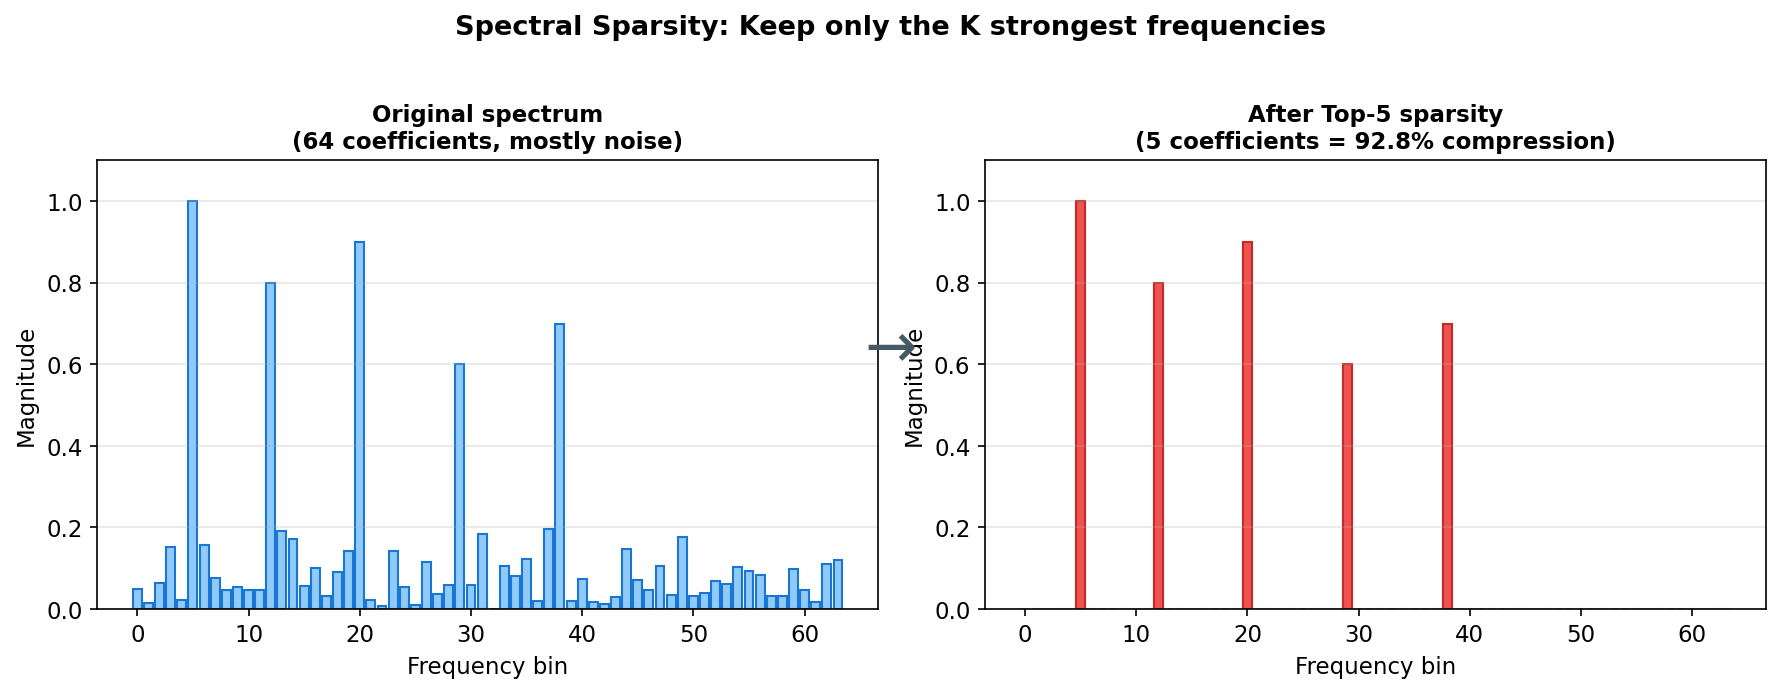 Spectral Sparsity: Keep only the K strongest frequencies
Original spectrum
(64 coefficients, mostly noise)
1.0
0.8
0.6
0.4
0.2
0.0
Magnitude
0 10 20 30 40 50 60
Frequency bin
→
After Top-5 sparsity
(5 coefficients = 92.8% compression)
1.0
0.8
0.6
0.4
0.2
0.0
Magnitude
0 10 20 30 40 50 60
Frequency bin